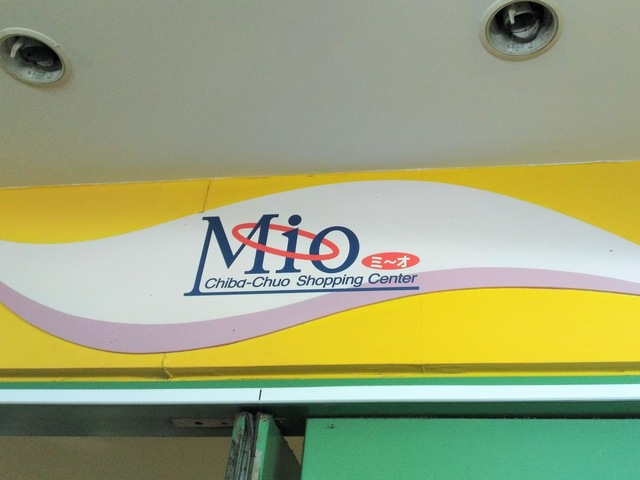 Mio
ミ〜オ
Chiba-Chuo Shopping Center